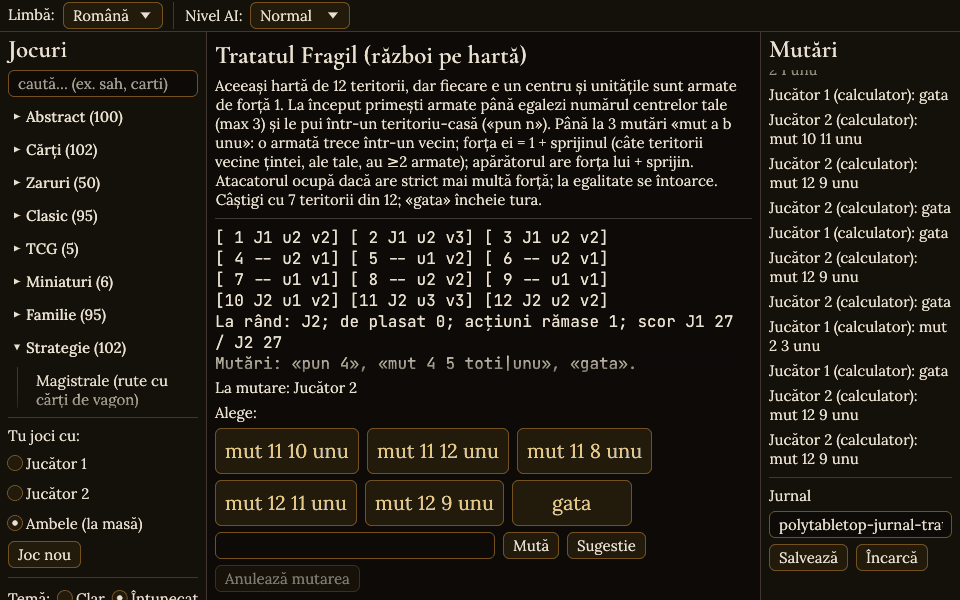 Limbă: Română ▼ Nivel AI: Normal ▼
Jocuri
caută... (ex. sah, carti)
▸ Abstract (100)
▸ Cărți (102)
▸ Zaruri (50)
▸ Clasic (95)
▸ TCG (5)
▸ Miniaturi (6)
▸ Familie (95)
▾ Strategie (102)
Magistrale (rute cu
cărți de vagon)
Tu joci cu:
Jucător 1
Jucător 2
Ambele (la masă)
Joc nou
Temă: Clar Întunecat
Tratatul Fragil (război pe hartă)
Aceeași hartă de 12 teritorii, dar fiecare e un centru și unitățile sunt armate
de forță 1. La început primești armate până egalezi numărul centrelor tale
(max 3) și le pui într-un teritoriu-casă («pun n»). Până la 3 mutări «mut a b
unu»: o armată trece într-un vecin; forța ei = 1 + sprijinul (câte teritorii
vecine țintei, ale tale, au ≥2 armate); apărătorul are forța lui + sprijin.
Atacatorul ocupă dacă are strict mai multă forță; la egalitate se întoarce.
Câștigi cu 7 teritorii din 12; «gata» încheie tura.
[ 1 J1 u2 v2] [ 2 J1 u2 v3] [ 3 J1 u2 v2]
[ 4 -- u2 v1] [ 5 -- u1 v2] [ 6 -- u2 v2]
[ 7 -- u1 v1] [ 8 -- u2 v2] [ 9 -- u1 v1]
[10 J2 u1 v2] [11 J2 u3 v3] [12 J2 u2 v2]
La rând: J2; de plasat 0; acțiuni rămase 1; scor J1 27
/ J2 27
Mutări: «pun 4», «mut 4 5 toti|unu», «gata».
La mutare: Jucător 2
Alege:
mut 11 10 unu mut 11 12 unu mut 11 8 unu
mut 12 11 unu mut 12 9 unu gata
Mută Sugestie
Anulează mutarea
Mutări
2 1 unu
Jucător 1 (calculator): gata
Jucător 2 (calculator):
mut 10 11 unu
Jucător 2 (calculator):
mut 12 9 unu
Jucător 2 (calculator): gata
Jucător 1 (calculator): gata
Jucător 2 (calculator):
mut 12 9 unu
Jucător 2 (calculator): gata
Jucător 1 (calculator): mut
2 3 unu
Jucător 1 (calculator): gata
Jucător 2 (calculator):
mut 12 9 unu
Jucător 2 (calculator):
mut 12 9 unu
Jurnal
polytabletop-jurnal-tra
Salvează Încarcă